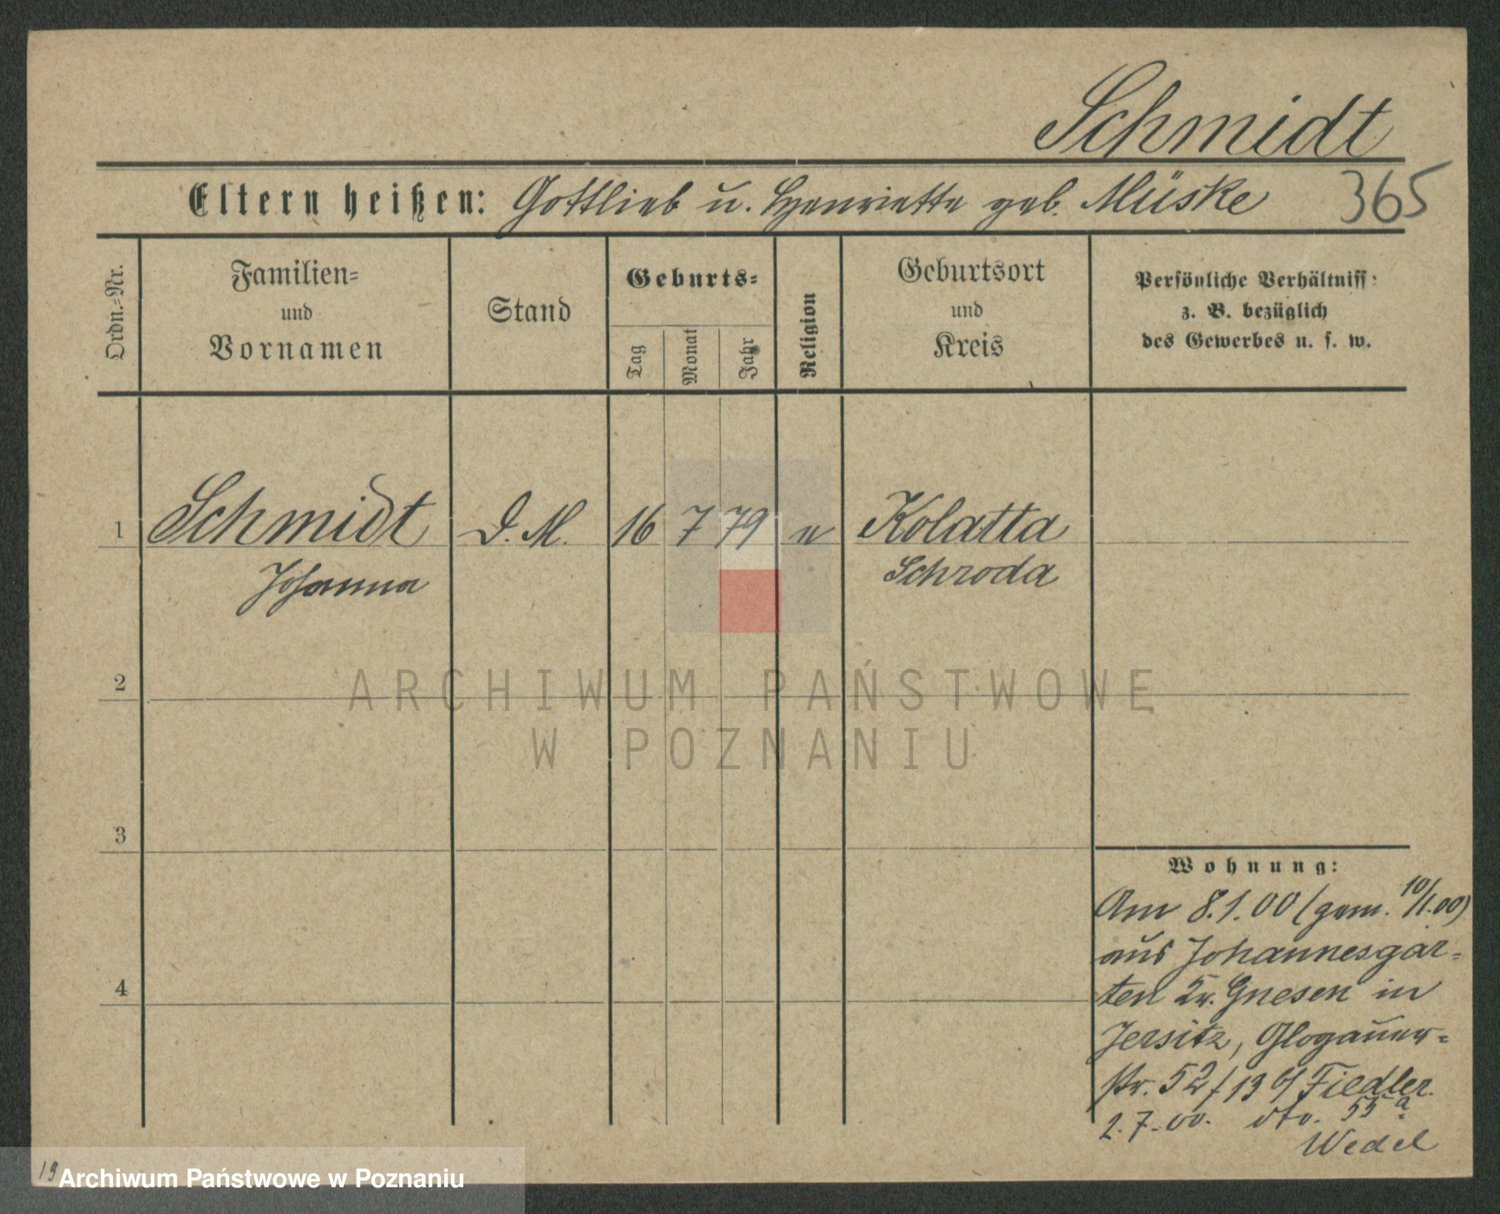 Schmidt
Eltern heißen: Gottlieb u. Henriette geb. Müske 365
Ordn.-Nr.
Familien-
und
Vornamen
Stand
Geburts-
Tag
Monat
Jahr
Religion
Geburtsort
und
Kreis
Persönliche Verhältniss
z. B. bezüglich
des Gewerbes u. s. w.
1 Schmidt D. M. 16 7 79 e Kolatta
Johanna Schroda
2
ARCHIWUM PAŃSTWOWE
W POZNANIU
3
Wohnung:
Am 8.1.00 (gem. 10/1.00)
aus Johannesgar-
ten Kr. Gnesen in
Jersitz, Glogauer-
str. 52/13 b/ Fiedler.
2.7.00. dto. 55a
Wedel
4
19
Archiwum Państwowe w Poznaniu